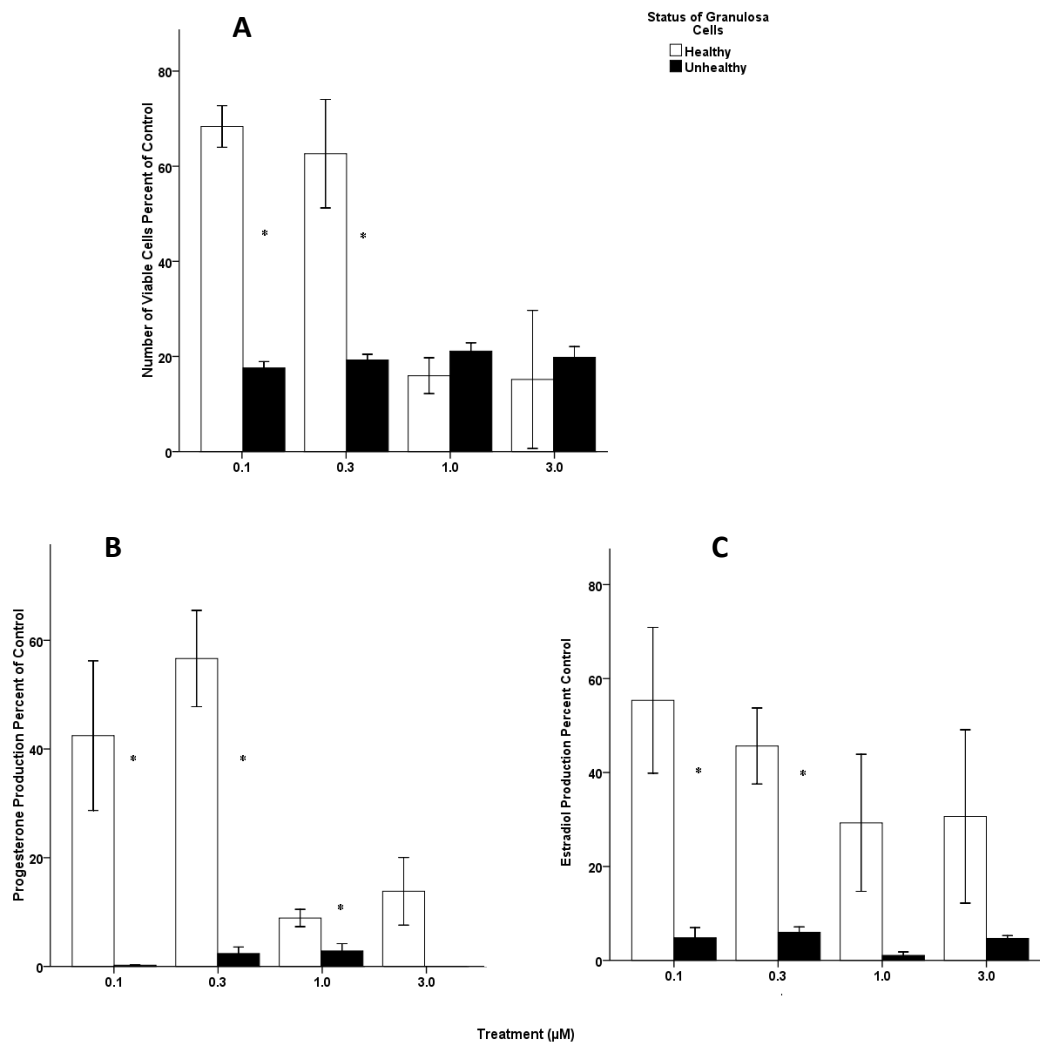 A
Status of Granulosa
Cells
Healthy
Unhealthy
Number of Viable Cells Percent of Control
80
60
40
20
0
*
*
0.1 0.3 1.0 3.0
B
Progesterone Production Percent of Control
60
40
20
0
*
*
*
0.1 0.3 1.0 3.0
C
Estradiol Production Percent Control
80
60
40
20
0
*
*
0.1 0.3 1.0 3.0
Treatment (µM)